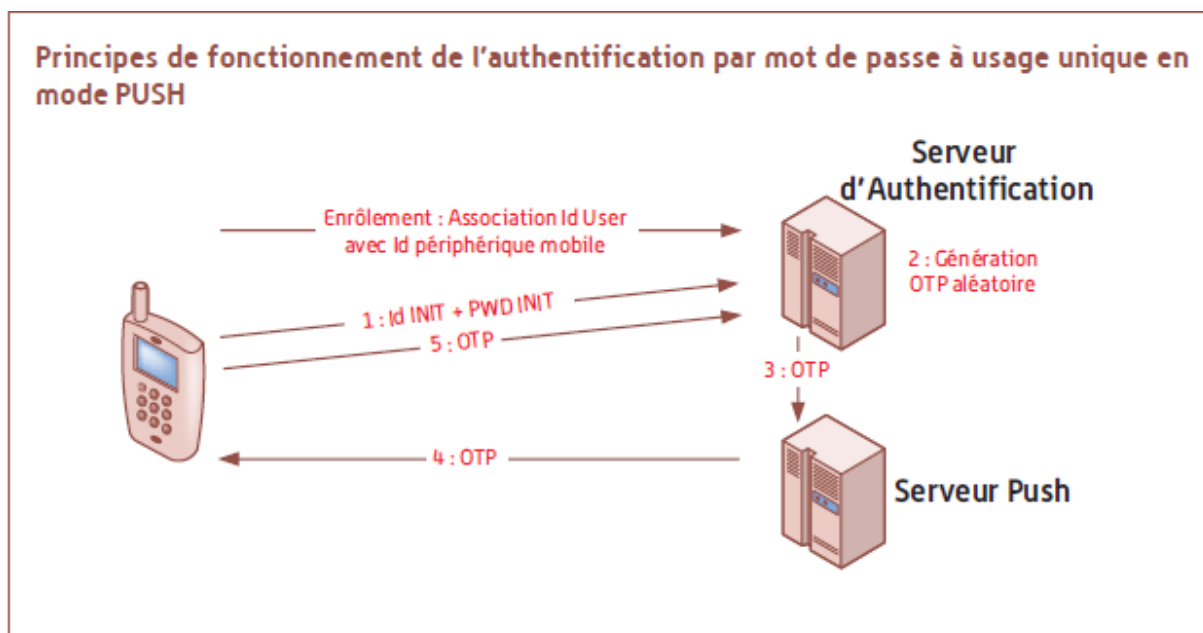 Principes de fonctionnement de l'authentification par mot de passe à usage unique en
mode PUSH
Serveur
d'Authentification
Enrôlement : Association Id User
avec Id périphérique mobile
2 : Génération
OTP aléatoire
1 : Id INIT + PWD INIT
5 : OTP
3 : OTP
4 : OTP
Serveur Push